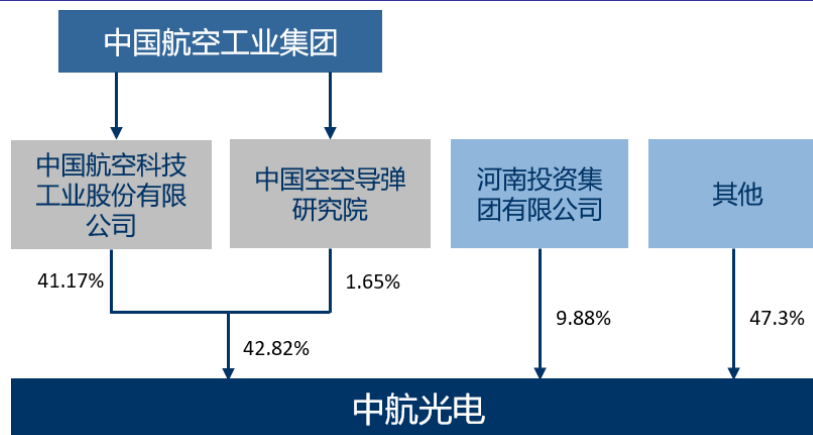 中国航空工业集团
中国航空科技
工业股份有限
公司
中国空空导弹
研究院
河南投资集
团有限公司
其他
41.17%
1.65%
9.88%
47.3%
42.82%
中航光电